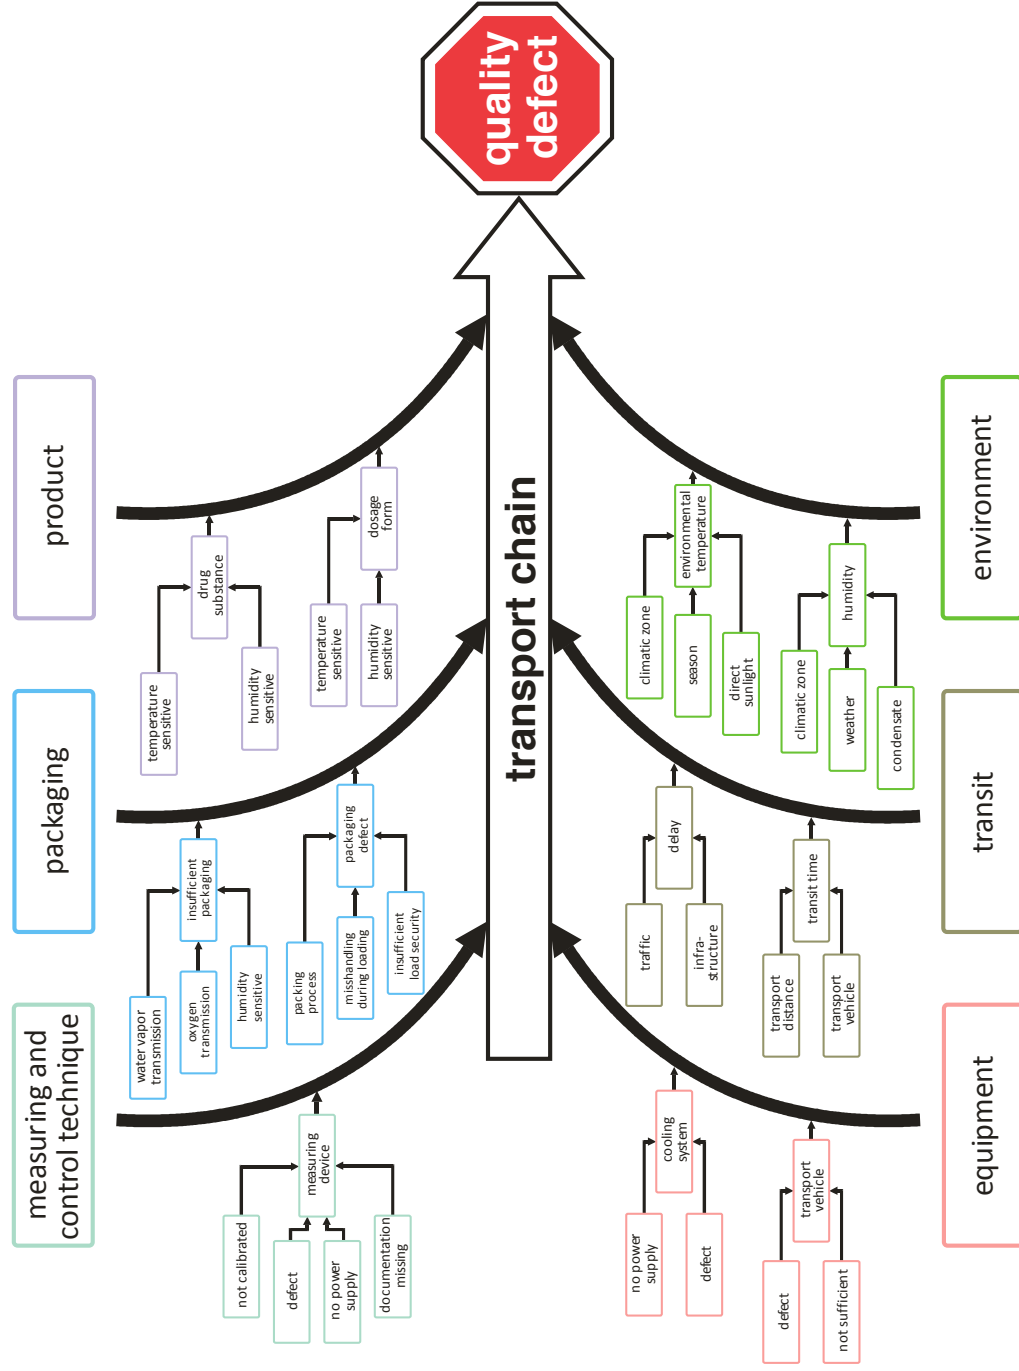 measuring and
control technique
packaging
product
not calibrated
defect
no power
supply
documentation
missing
measuring
device
water vapor
transmission
oxygen
transmission
humidity
sensitive
insufficient
packaging
packing
process
misshandling
during loading
insufficient
load security
packaging
defect
temperature
sensitive
humidity
sensitive
drug
substance
temperature
sensitive
humidity
sensitive
dosage
form
transport chain
quality
defect
no power
supply
defect
cooling
system
defect
not sufficient
transport
vehicle
traffic
infra-
structure
delay
transport
distance
transport
vehicle
transit time
climatic zone
season
direct
sunlight
environmental
temperature
climatic zone
weather
condensate
humidity
equipment
transit
environment